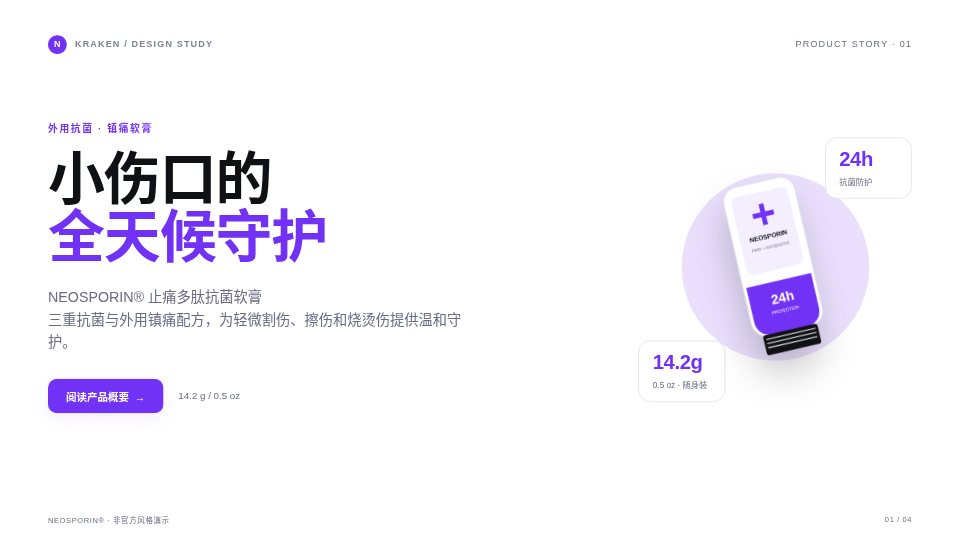 N KRAKEN / DESIGN STUDY
PRODUCT STORY · 01
外用抗菌 · 镇痛软膏
小伤口的
全天候守护
NEOSPORIN® 止痛多肽抗菌软膏
三重抗菌与外用镇痛配方，为轻微割伤、擦伤和烧烫伤提供温和守
护。
阅读产品概要 →
14.2 g / 0.5 oz
24h
抗菌防护
NEOSPORIN
PAIN + ANTIBIOTIC
24h
PROTECTION
14.2g
0.5 oz · 随身装
NEOSPORIN® · 非官方风格演示
01 / 04